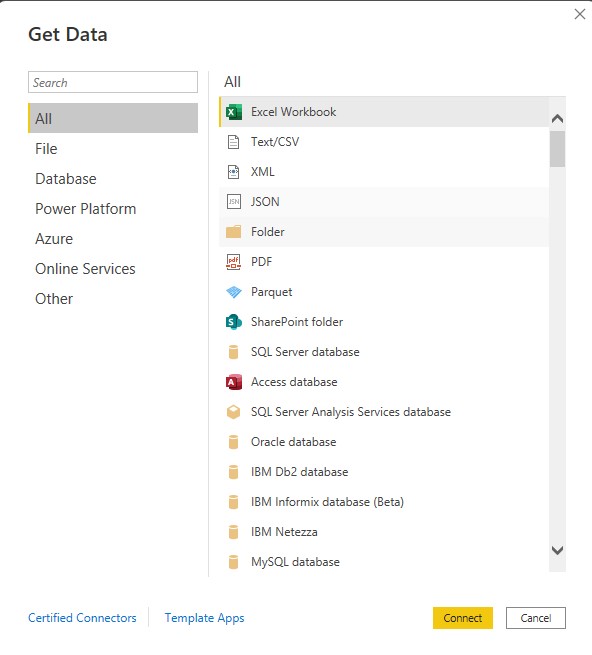 Get Data
Search
All
File
Database
Power Platform
Azure
Online Services
Other
All
Excel Workbook
Text/CSV
XML
JSN JSON
Folder
pdf PDF
Parquet
S SharePoint folder
SQL Server database
A Access database
SQL Server Analysis Services database
Oracle database
IBM Db2 database
IBM Informix database (Beta)
IBM Netezza
MySQL database
Certified Connectors
Template Apps
Connect
Cancel